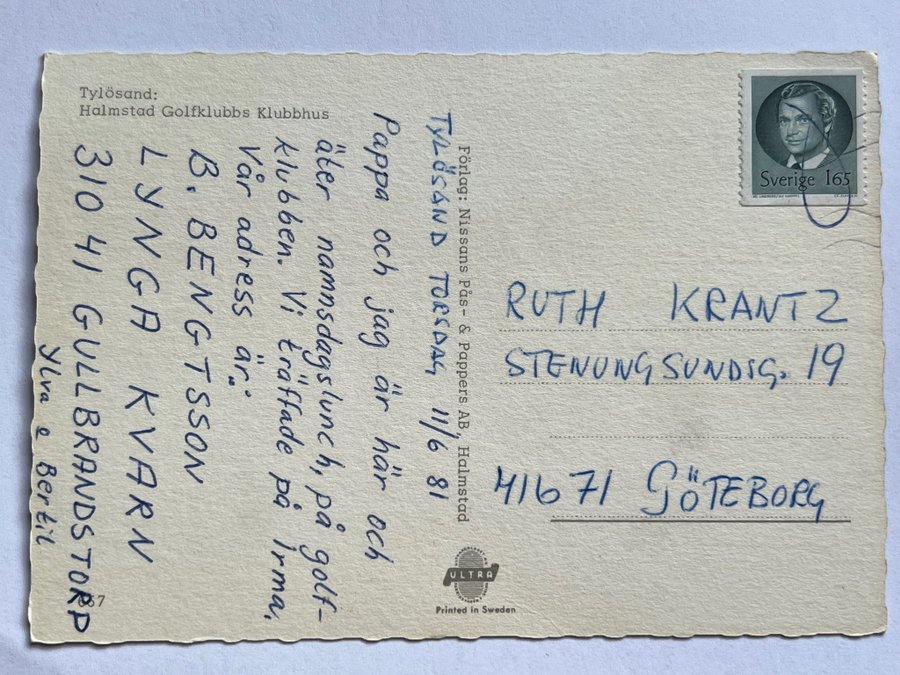 Tylösand:
Halmstad Golfklubbs Klubbhus
TYLÖSAND TORSDAG 11/6 81
Pappa och jag är här och
äter namnsdagslunch, på golf-
klubben. Vi träffade på Irma.
Vår adress är:
B. BENGTSSON
LYNGA KVARN
310 41 GULLBRANDSTORP
Ylva o Bertil
Förlag: Nissans Pås- & Pappers AB, Halmstad
Sverige 165
RUTH KRANTZ
STENUNGSUNDSG. 19
41671 GÖTEBORG
ULTRA
Printed in Sweden